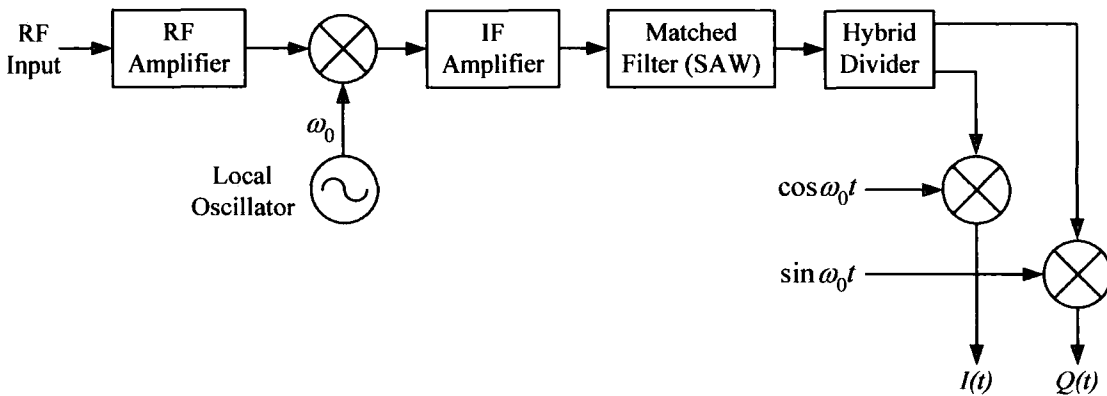 RF
Input
RF
Amplifier
IF
Amplifier
Matched
Filter (SAW)
Hybrid
Divider
ω₀
Local
Oscillator
cos ω₀t
sin ω₀t
I(t)
Q(t)